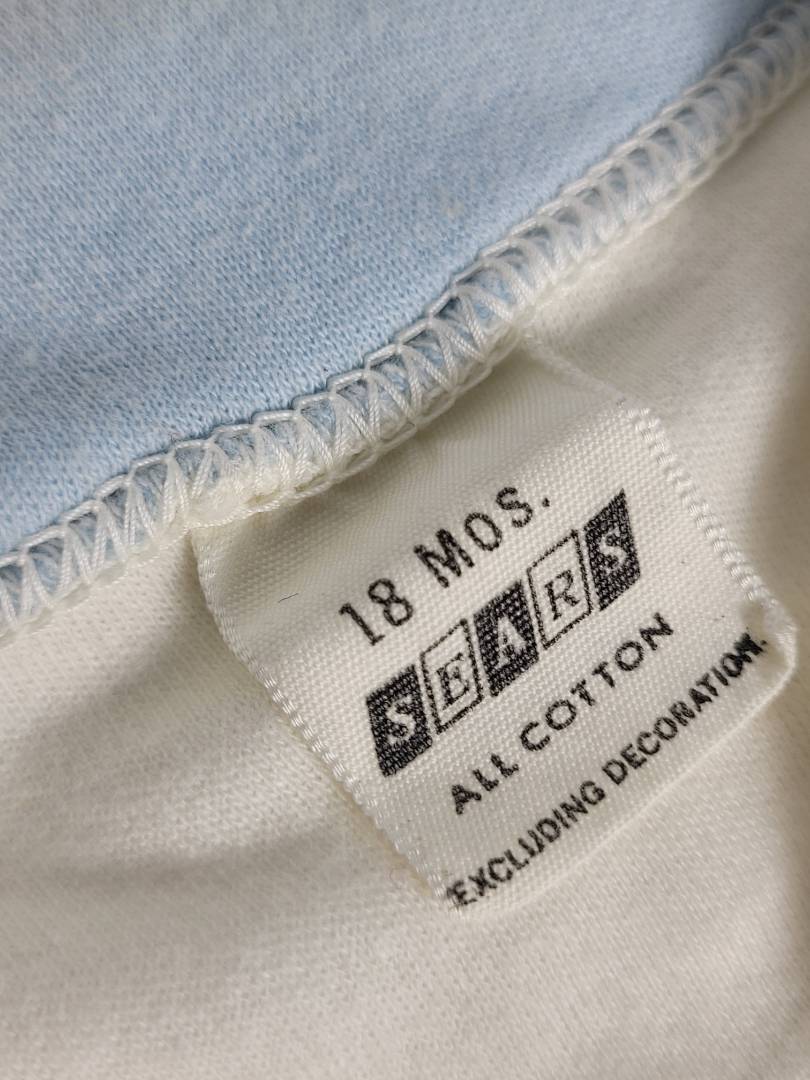 18 MOS.
SEARS
ALL COTTON
EXCLUDING DECORATION.